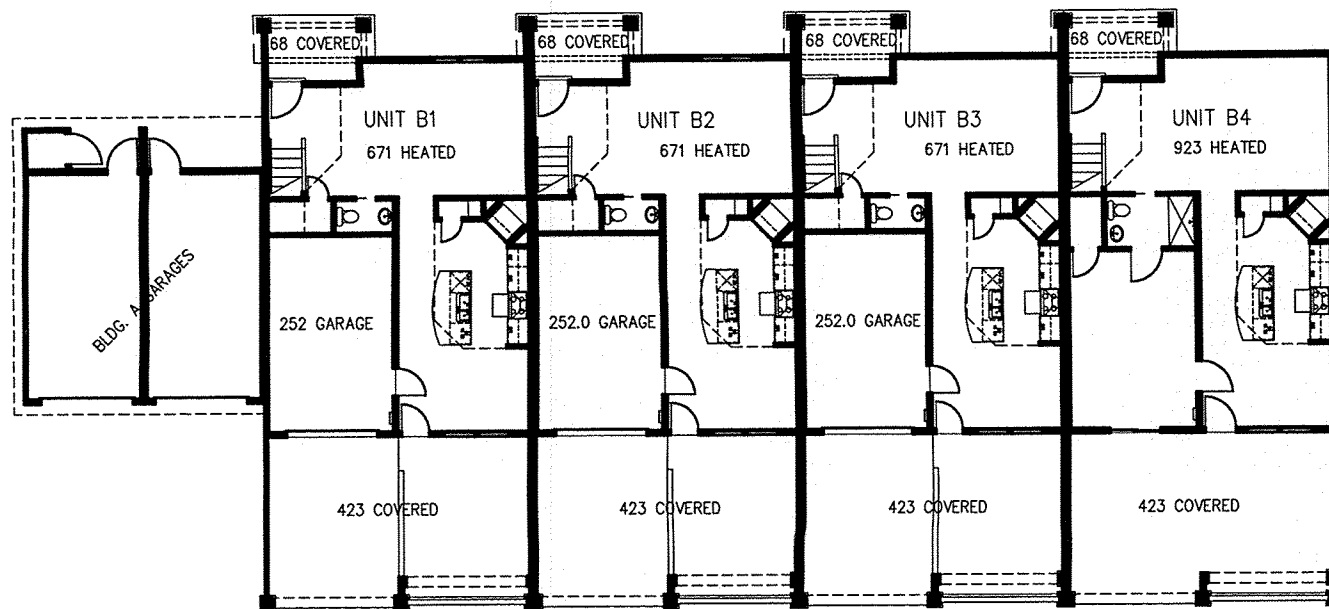 68 COVERED
68 COVERED
68 COVERED
68 COVERED
UNIT B1
671 HEATED
UNIT B2
671 HEATED
UNIT B3
671 HEATED
UNIT B4
923 HEATED
BLDG. A GARAGES
252 GARAGE
252.0 GARAGE
252.0 GARAGE
423 COVERED
423 COVERED
423 COVERED
423 COVERED